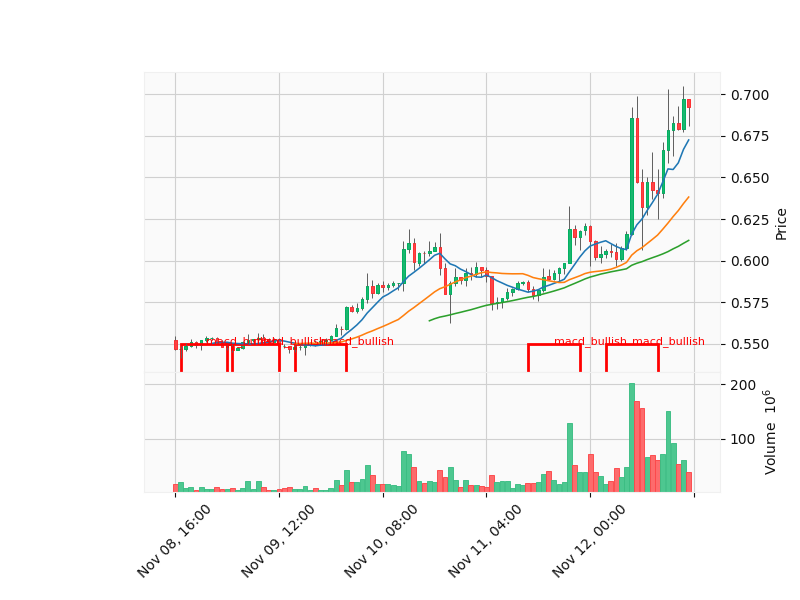 0.700
0.675
0.650
0.625
0.600
0.575
0.550
Price
macd_bullish
macd_bullish
macd_bullish
macd_bullish
200
100
Volume 10^6
Nov 08, 16:00
Nov 09, 12:00
Nov 10, 08:00
Nov 11, 04:00
Nov 12, 00:00